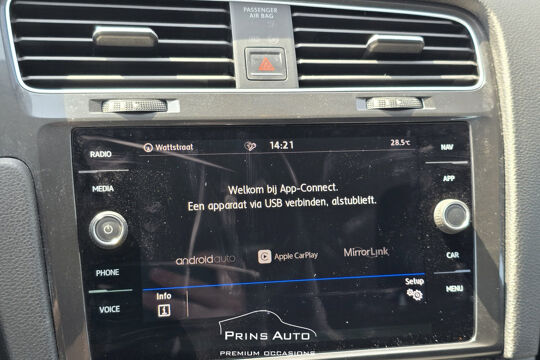 PASSENGER
AIR BAG
RADIO
MEDIA
PHONE
VOICE
Wattstraat
14:21
28.5°C
Welkom bij App-Connect.
Een apparaat via USB verbinden, alstublieft.
androidauto
Apple CarPlay
MirrorLink
Info
Setup
NAV
APP
CAR
MENU
PRINS AUTO
PREMIUM OCCASIONS